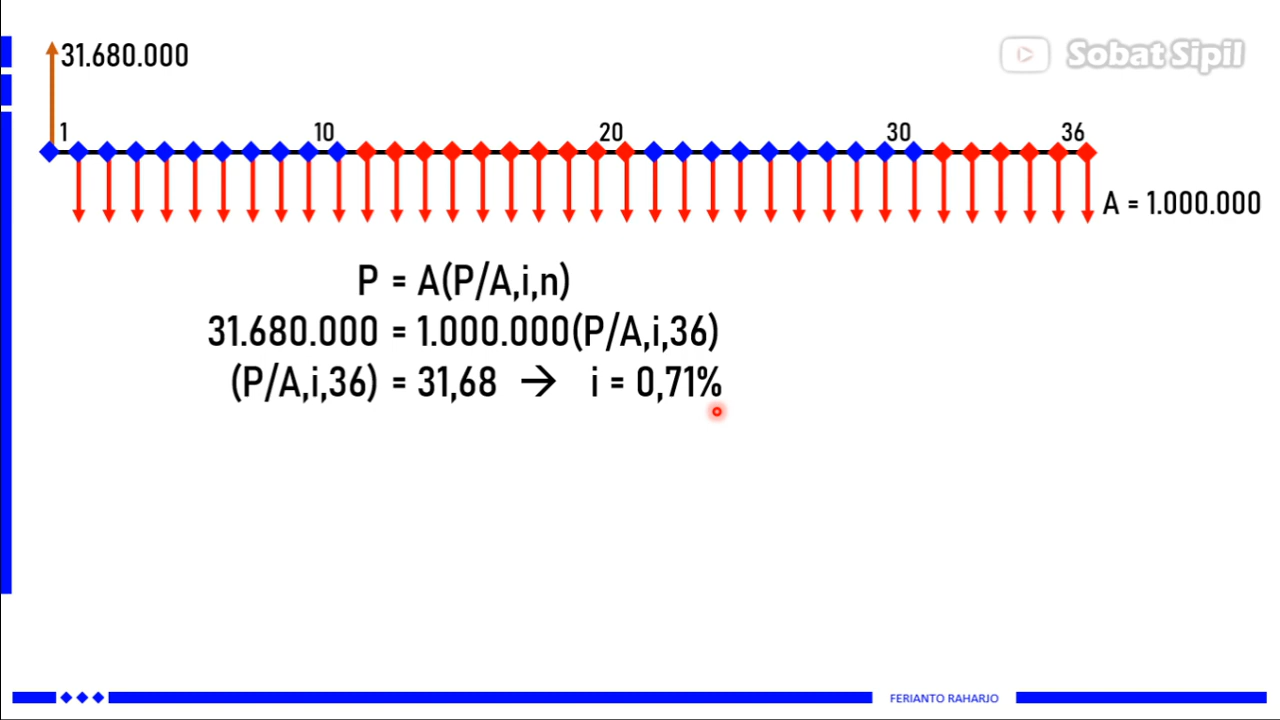 31.680.000
Sobat Sipil
1 10 20 30 36
A = 1.000.000
P = A(P/A,i,n)
31.680.000 = 1.000.000(P/A,i,36)
(P/A,i,36) = 31,68 → i = 0,71%
FERIANTO RAHARJO